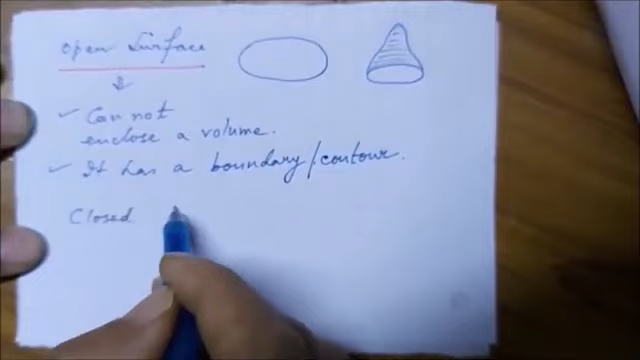 Open Surface
Can not
enclose a volume.
It has a boundary/contour.
Closed